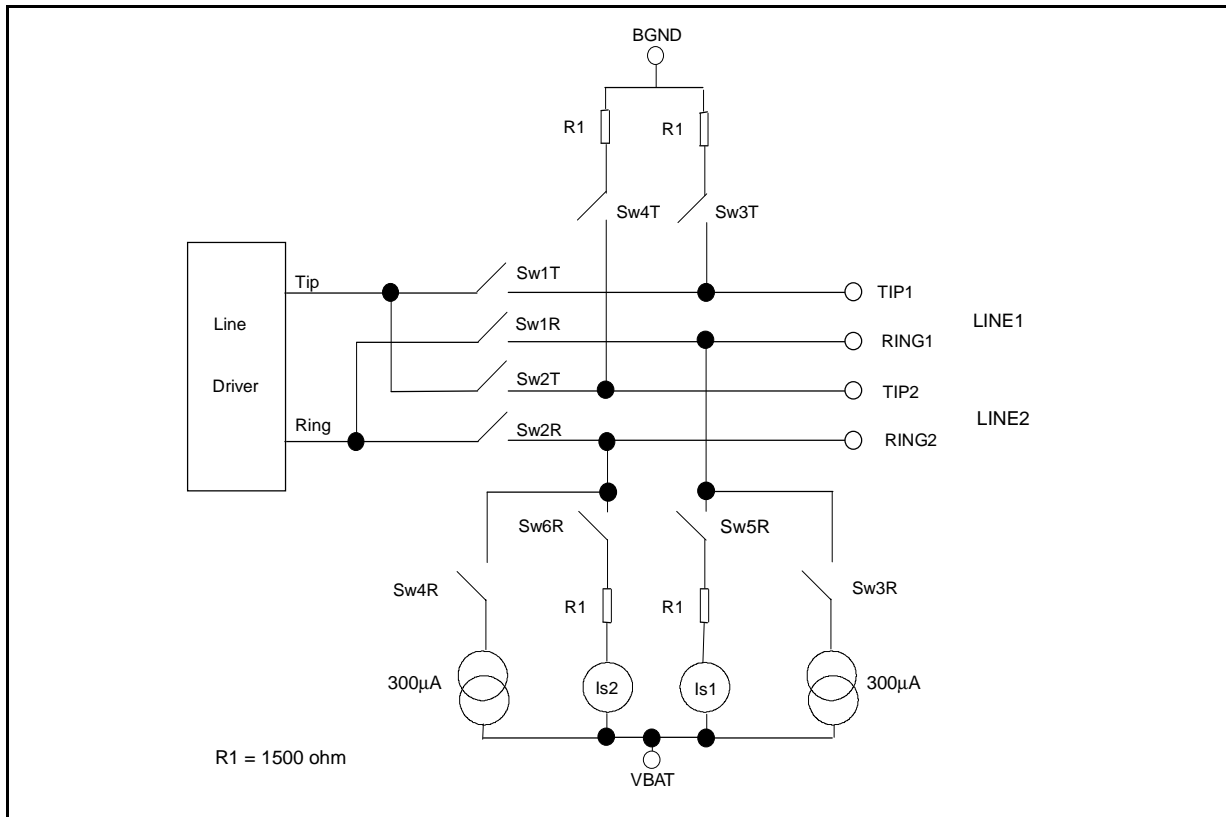 BGND
R1
R1
Sw4T
Sw3T
Sw1T
Tip
TIP1
LINE1
Line
Sw1R
RING1
Driver
Sw2T
TIP2
LINE2
Ring
Sw2R
RING2
Sw6R
Sw5R
Sw4R
Sw3R
R1
R1
300µA
Is2
Is1
300µA
R1 = 1500 ohm
VBAT